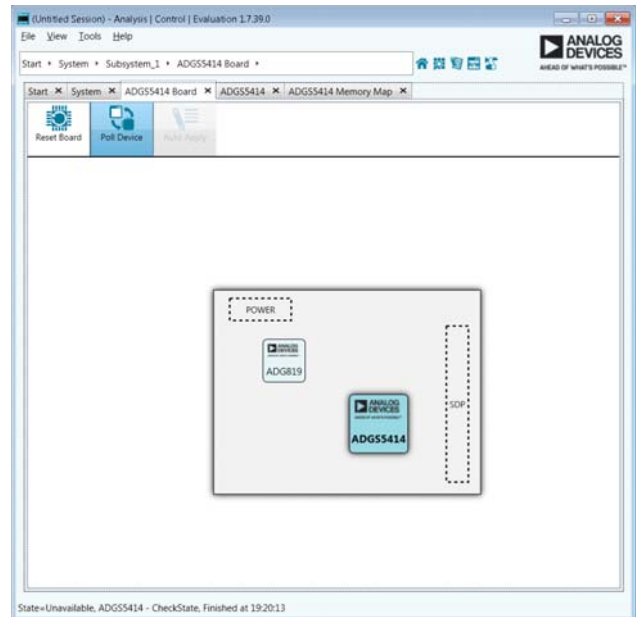 (Untitled Session) - Analysis | Control | Evaluation 1.7.39.0
File View Tools Help
ANALOG
DEVICES
AHEAD OF WHAT'S POSSIBLE™
Start System Subsystem_1 ADGS5414 Board
Start System ADGS5414 Board ADGS5414 ADGS5414 Memory Map
Reset Board Poll Device Auto Apply
POWER
ANALOG
DEVICES
ADG819
SDP
ANALOG
DEVICES
ADGS5414
State=Unavailable, ADGS5414 - CheckState, Finished at 19:20:13